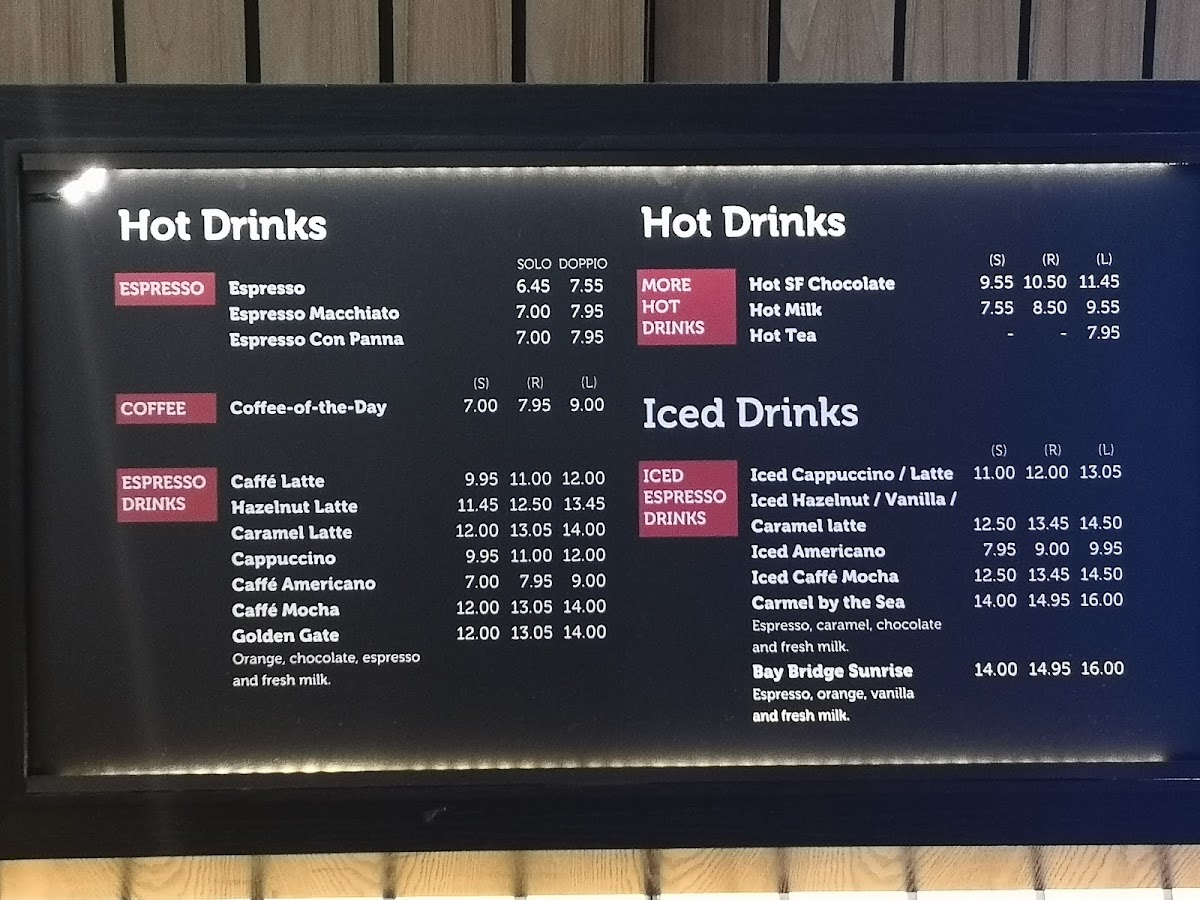 Hot Drinks
SOLO DOPPIO
ESPRESSO
Espresso 6.45 7.55
Espresso Macchiato 7.00 7.95
Espresso Con Panna 7.00 7.95
(S) (R) (L)
COFFEE
Coffee-of-the-Day 7.00 7.95 9.00
ESPRESSO
DRINKS
Caffé Latte 9.95 11.00 12.00
Hazelnut Latte 11.45 12.50 13.45
Caramel Latte 12.00 13.05 14.00
Cappuccino 9.95 11.00 12.00
Caffé Americano 7.00 7.95 9.00
Caffé Mocha 12.00 13.05 14.00
Golden Gate 12.00 13.05 14.00
Orange, chocolate, espresso
and fresh milk.
Hot Drinks
(S) (R) (L)
MORE
HOT
DRINKS
Hot SF Chocolate 9.55 10.50 11.45
Hot Milk 7.55 8.50 9.55
Hot Tea - - 7.95
Iced Drinks
(S) (R) (L)
ICED
ESPRESSO
DRINKS
Iced Cappuccino / Latte 11.00 12.00 13.05
Iced Hazelnut / Vanilla /
Caramel latte 12.50 13.45 14.50
Iced Americano 7.95 9.00 9.95
Iced Caffé Mocha 12.50 13.45 14.50
Carmel by the Sea 14.00 14.95 16.00
Espresso, caramel, chocolate
and fresh milk.
Bay Bridge Sunrise 14.00 14.95 16.00
Espresso, orange, vanilla
and fresh milk.